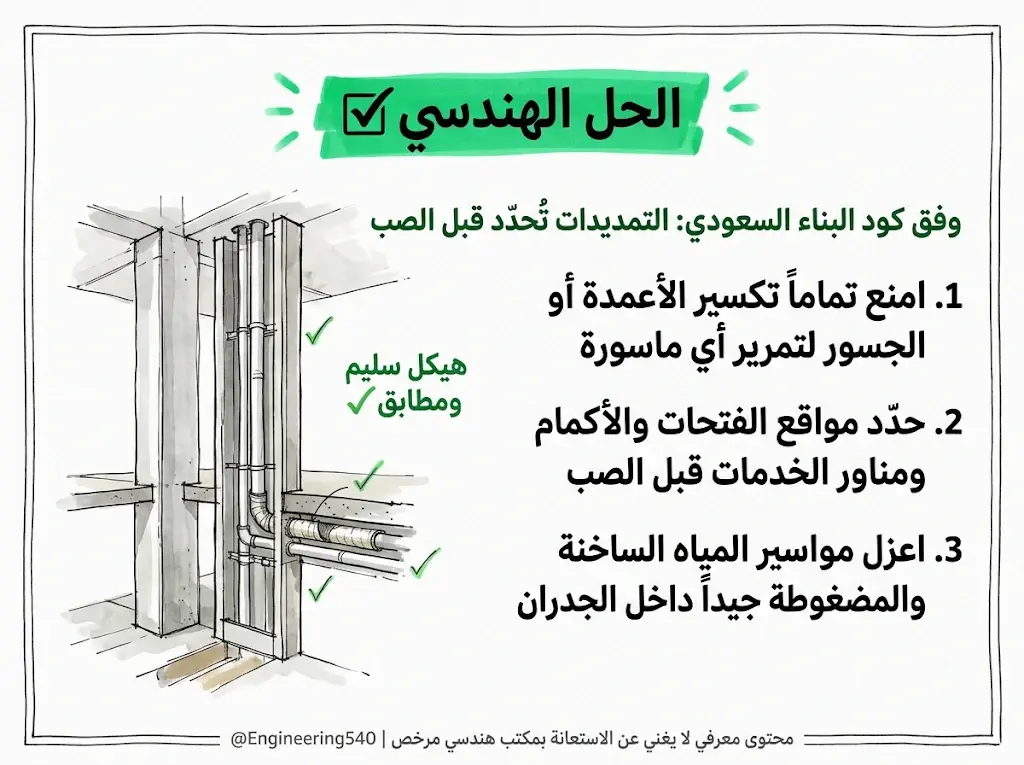 الحل الهندسي ☑
وفق كود البناء السعودي: التمديدات تُحدّد قبل الصب
1. امنع تماماً تكسير الأعمدة أو
الجسور لتمرير أي ماسورة
هيكل سليم
ومطابق ✓
2. حدّد مواقع الفتحات والأكمام
ومناور الخدمات قبل الصب
3. اعزل مواسير المياه الساخنة
والمضغوطة جيداً داخل الجدران
محتوى معرفي لا يغني عن الاستعانة بمكتب هندسي مرخص | @Engineering540